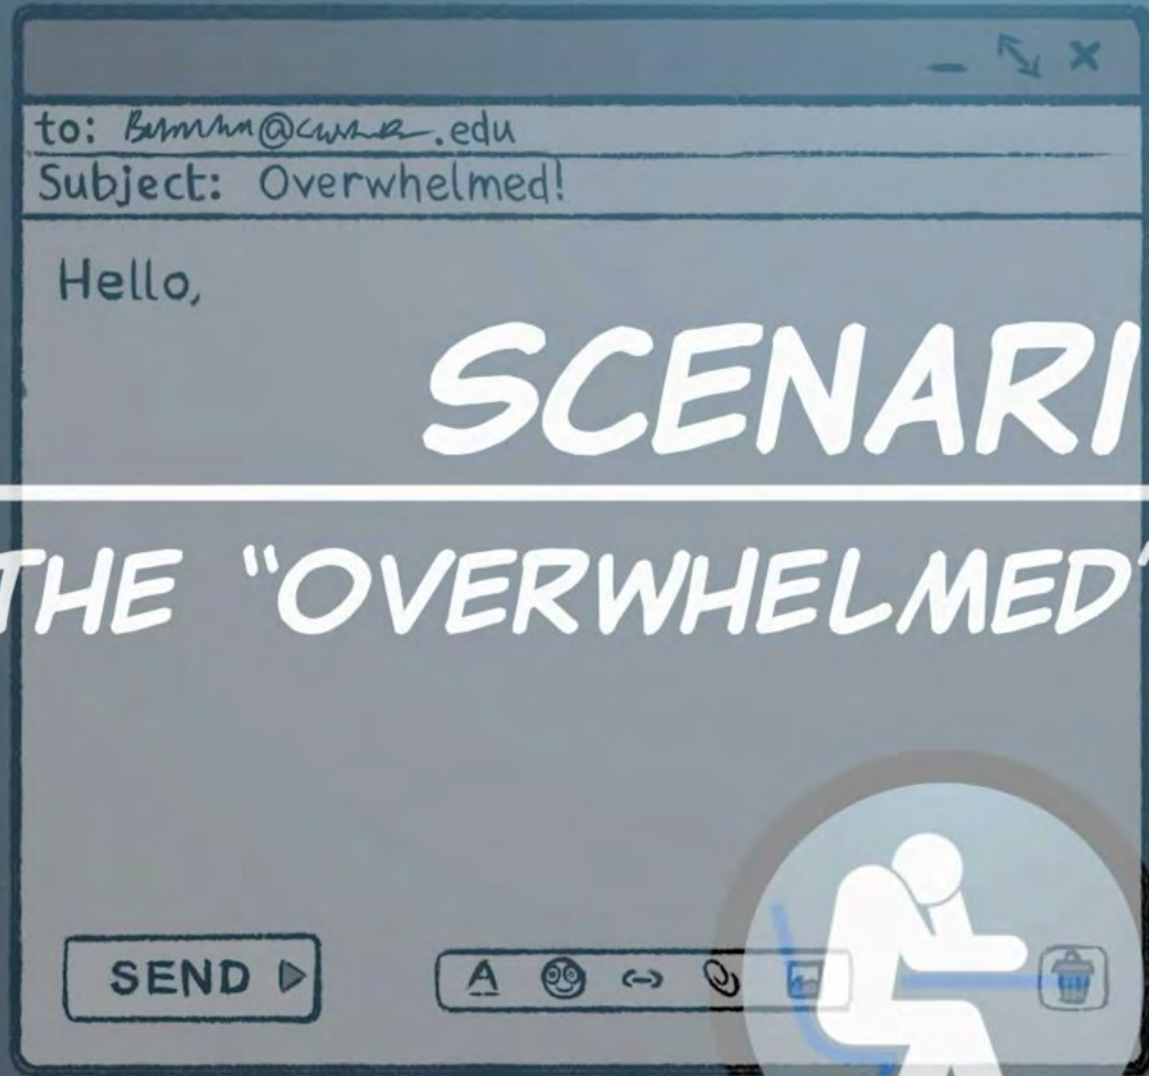 to: @ .edu
Subject: Overwhelmed!
Hello,
SCENARI
THE "OVERWHELMED"
SEND
A